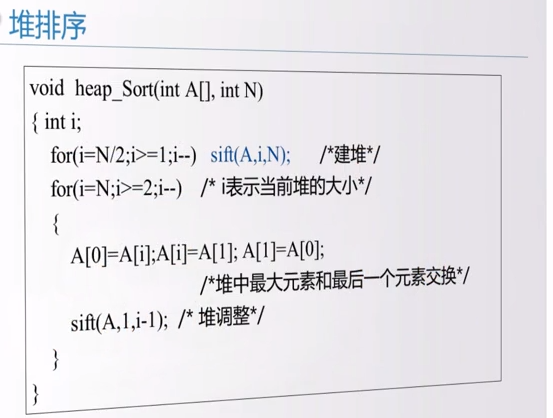 堆排序
void heap_Sort(int A[], int N)
{ int i;
for(i=N/2;i>=1;i--) sift(A,i,N); /*建堆*/
for(i=N;i>=2;i--) /* i表示当前堆的大小*/
{
A[0]=A[i];A[i]=A[1]; A[1]=A[0];
/*堆中最大元素和最后一个元素交换*/
sift(A,1,i-1); /* 堆调整*/
}
}